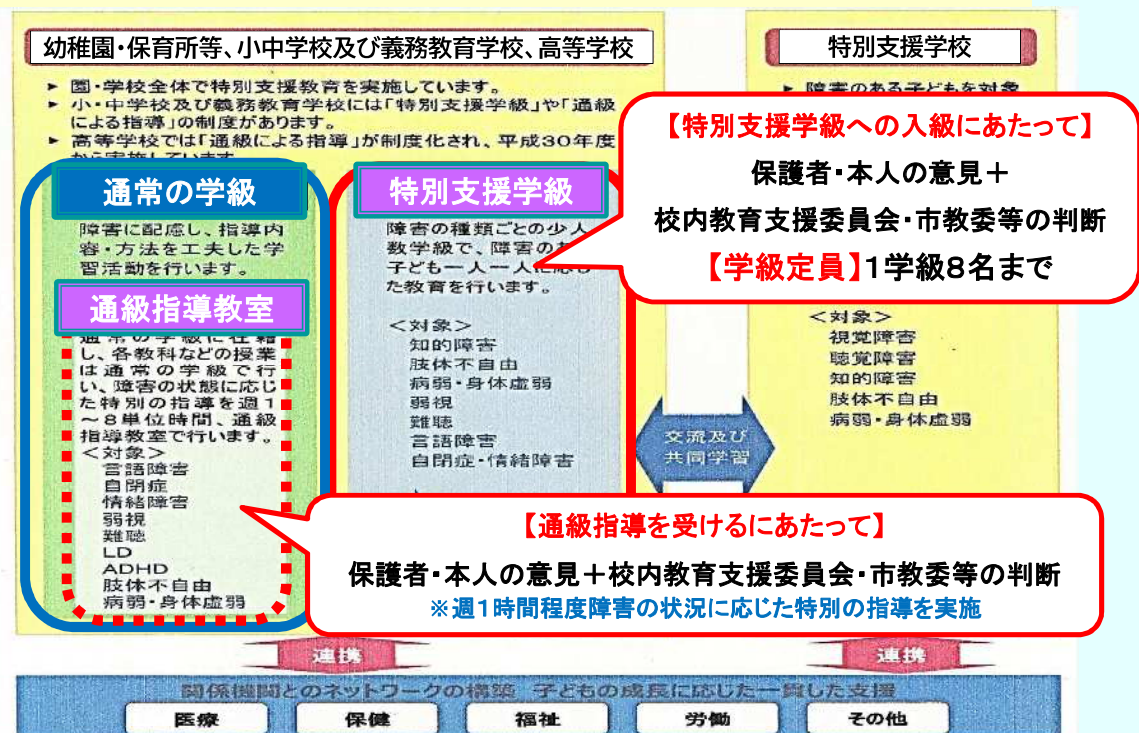 幼稚園・保育所等、小中学校及び義務教育学校、高等学校
► 園・学校全体で特別支援教育を実施しています。
► 小・中学校及び義務教育学校には「特別支援学級」や「通級
による指導」の制度があります。
► 高等学校では「通級による指導」が制度化され、平成30年度
から実施しています
通常の学級
障害に配慮し、指導内
容・方法を工夫した学
習活動を行います。
通級指導教室
通常の学級に在籍
し、各教科などの授業
は通常の学級で行
い、障害の状態に応じ
た特別の指導を週1
～8単位時間、通級
指導教室で行います。
<対象>
言語障害
自閉症
情緒障害
弱視
難聴
LD
ADHD
肢体不自由
病弱・身体虚弱
特別支援学級
障害の種類ごとの少人
数学級で、障害のある
子ども一人一人に応じ
た教育を行います。
<対象>
知的障害
肢体不自由
病弱・身体虚弱
弱視
難聴
言語障害
自閉症・情緒障害
特別支援学校
► 障害のある子どもを対象
【特別支援学級への入級にあたって】
保護者・本人の意見＋
校内教育支援委員会・市教委等の判断
【学級定員】1学級8名まで
<対象>
視覚障害
聴覚障害
知的障害
肢体不自由
病弱・身体虚弱
交流及び
共同学習
【通級指導を受けるにあたって】
保護者・本人の意見＋校内教育支援委員会・市教委等の判断
※週1時間程度障害の状況に応じた特別の指導を実施
連携
連携
関係機関とのネットワークの構築 子どもの成長に応じた一貫した支援
医療
保健
福祉
労働
その他